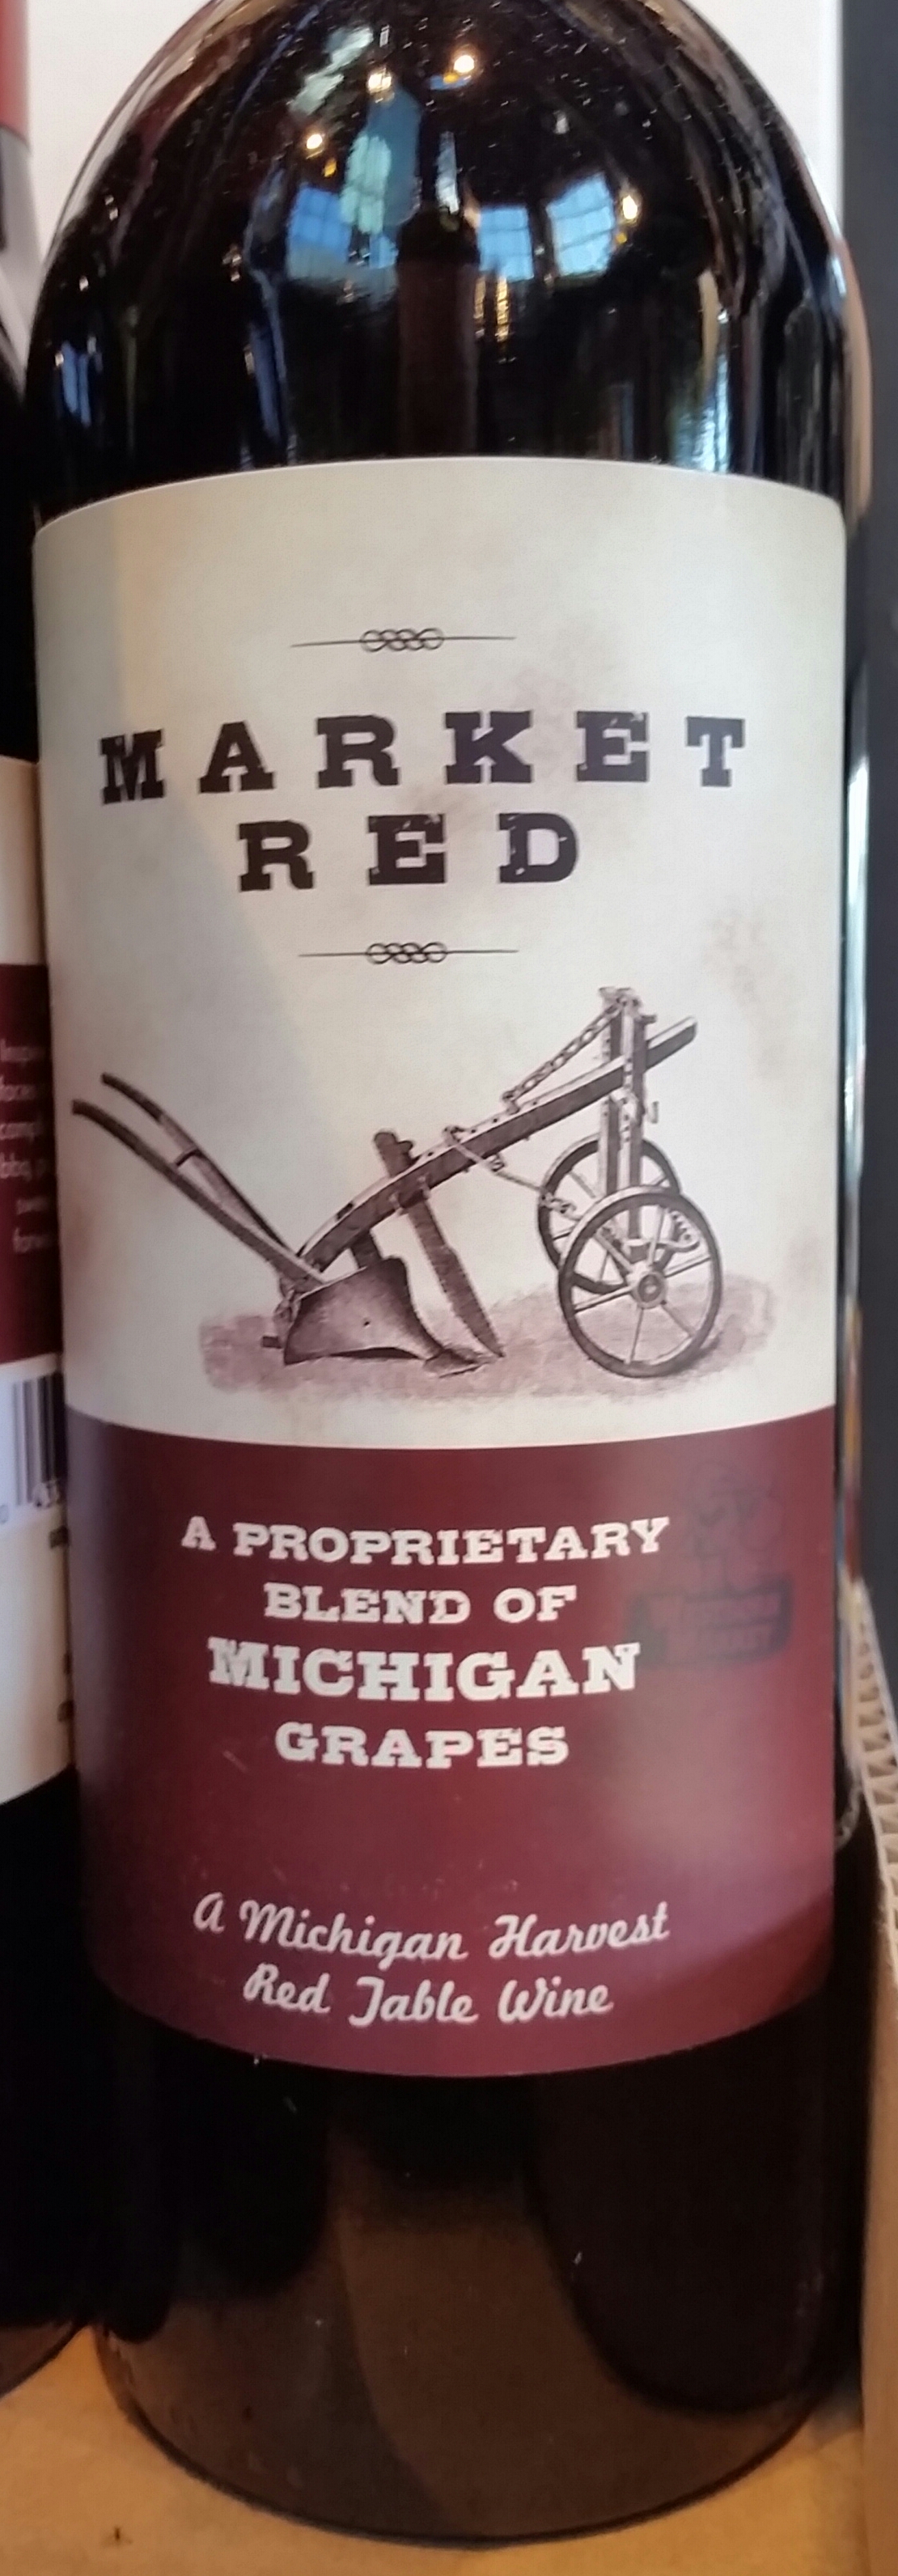 MARKET
RED
A PROPRIETARY
BLEND OF
MICHIGAN
GRAPES
A Michigan Harvest
Red Table Wine